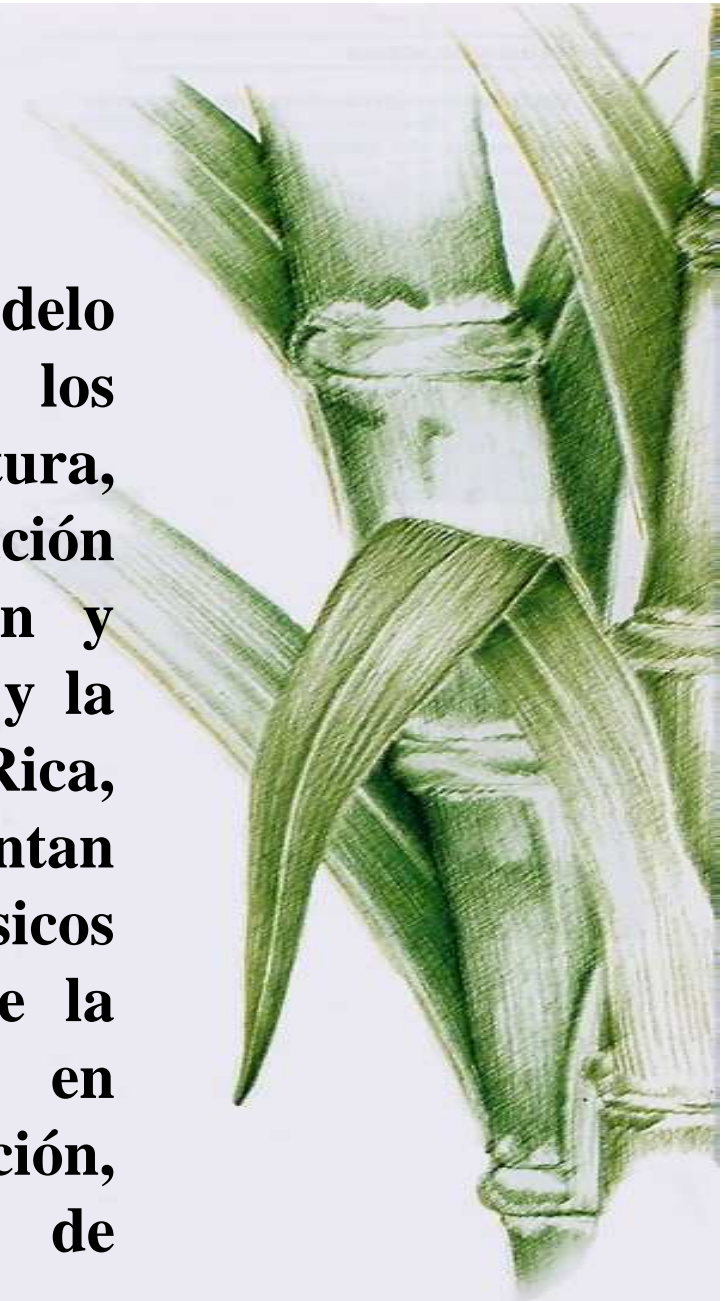 delo
los
tura,
ción
n y
y la
Rica,
ntan
sicos
e la
en
ción,
de